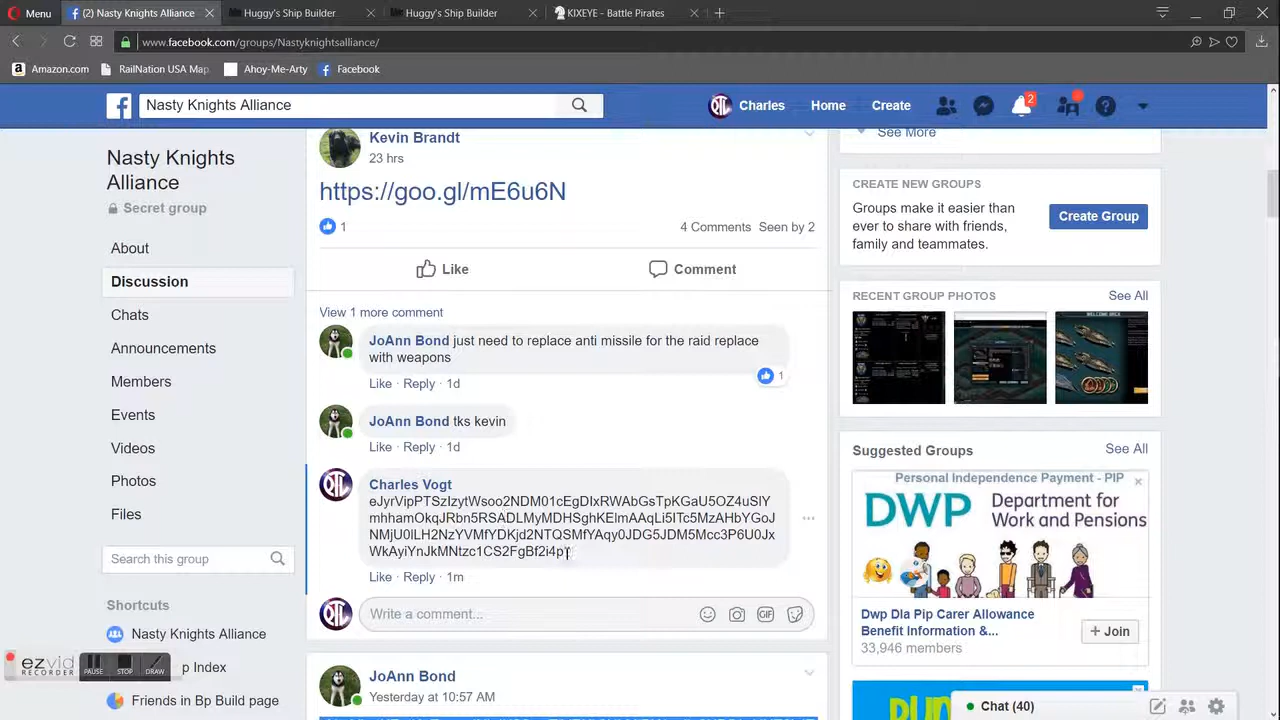 Menu
(2) Nasty Knights Alliance
Huggy's Ship Builder
Huggy's Ship Builder
KIXEYE - Battle Pirates
www.facebook.com/groups/Nastyknightsalliance/
Amazon.com
RailNation USA Map
Ahoy-Me-Arty
Facebook
Nasty Knights Alliance
Charles
Home
Create
2
Nasty Knights
Alliance
Secret group
About
Discussion
Chats
Announcements
Members
Events
Videos
Photos
Files
Search this group
Shortcuts
Nasty Knights Alliance
p Index
Friends in Bp Build page
ezvid
RECORDER
PAUSE
STOP
DRAW
Kevin Brandt
23 hrs
https://goo.gl/mE6u6N
1
4 Comments Seen by 2
Like
Comment
View 1 more comment
JoAnn Bond just need to replace anti missile for the raid replace
with weapons
1
Like · Reply · 1d
JoAnn Bond tks kevin
Like · Reply · 1d
Charles Vogt
eJyrVipPTSzIzytWsoo2NDM01cEgDIxRWAbGsTpKGaU5OZ4uSlY
mhhamOkqJRbn5RSADLMyMDHSghKElmAAqLi5ITc5MzAHbYGoJ
NMjU0lLH2NzYVMfYDKjd2NTQSMfYAqy0JDG5JDM5Mcc3P6U0Jx
WkAyiYnJkMNtzc1CS2FgBf2i4p
Like · Reply · 1m
Write a comment...
GIF
JoAnn Bond
Yesterday at 10:57 AM
See More
CREATE NEW GROUPS
Groups make it easier than
ever to share with friends,
family and teammates.
Create Group
RECENT GROUP PHOTOS
See All
Suggested Groups
See All
Personal Independence Payment - PIP
DWP
Department for
Work and Pensions
Dwp Dla Pip Carer Allowance
Benefit Information &...
33,946 members
+ Join
Chat (40)